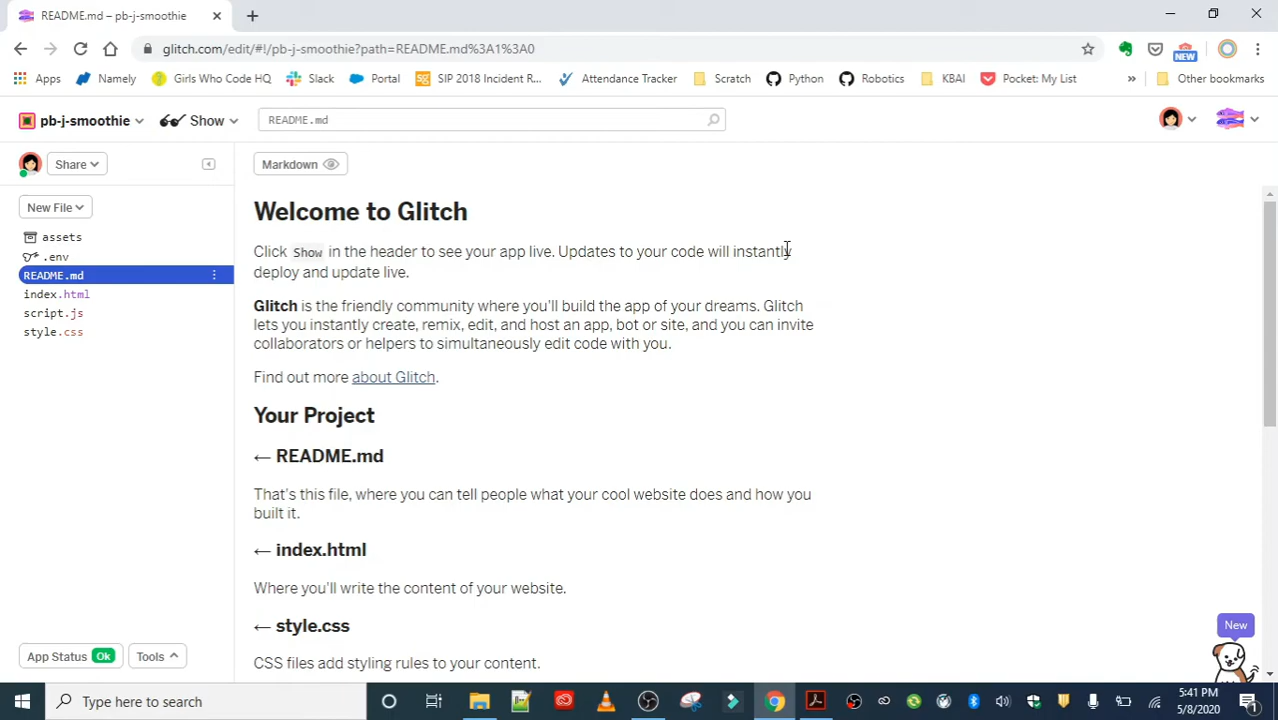 README.md – pb-j-smoothie
glitch.com/edit/#!/pb-j-smoothie?path=README.md%3A1%3A0
NEW
Apps Namely Girls Who Code HQ Slack Portal SIP 2018 Incident R... Attendance Tracker Scratch Python Robotics KBAI Pocket: My List » Other bookmarks
pb-j-smoothie Show README.md
Share Markdown
New File
assets
.env
README.md
index.html
script.js
style.css
Welcome to Glitch
Click Show in the header to see your app live. Updates to your code will instantly
deploy and update live.
Glitch is the friendly community where you'll build the app of your dreams. Glitch
lets you instantly create, remix, edit, and host an app, bot or site, and you can invite
collaborators or helpers to simultaneously edit code with you.
Find out more about Glitch.
Your Project
← README.md
That's this file, where you can tell people what your cool website does and how you
built it.
← index.html
Where you'll write the content of your website.
← style.css
CSS files add styling rules to your content.
New
App Status Ok Tools
Type here to search
5:41 PM
5/8/2020